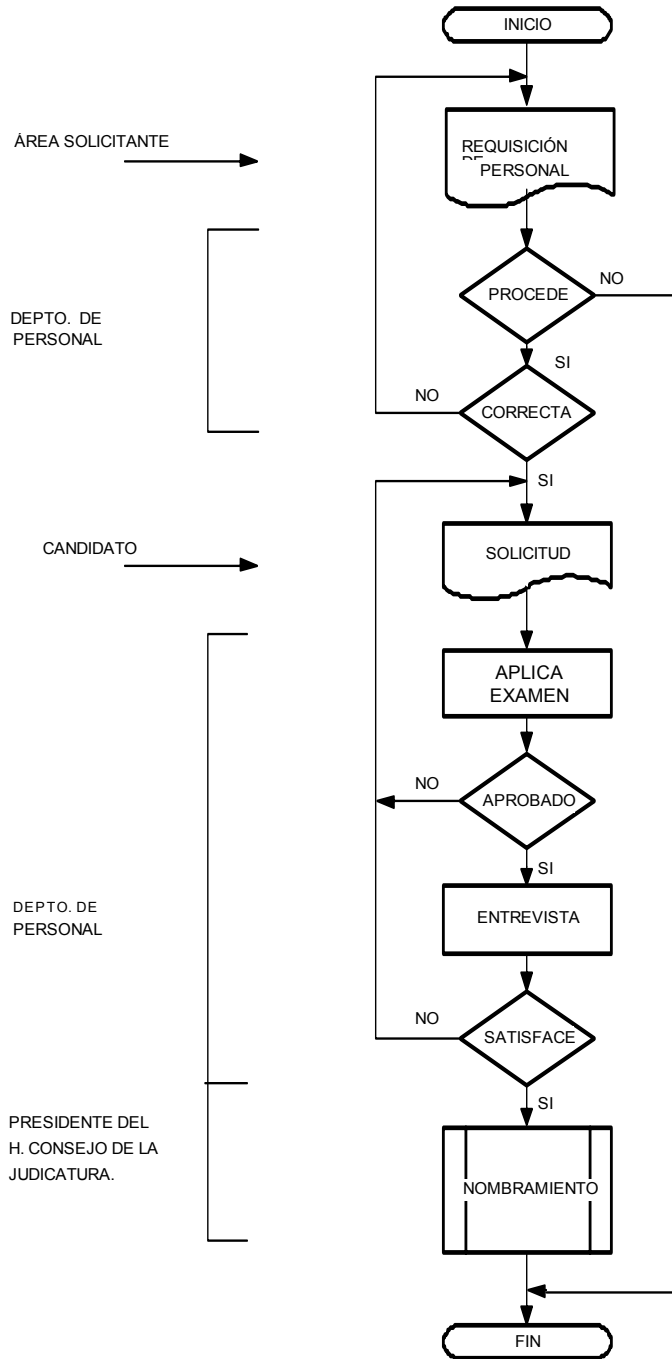 INICIO
ÁREA SOLICITANTE
REQUISICIÓN
DE
PERSONAL
NO
PROCEDE
DEPTO. DE
PERSONAL
SI
NO
CORRECTA
SI
CANDIDATO
SOLICITUD
APLICA
EXAMEN
NO
APROBADO
SI
DEPTO. DE
PERSONAL
ENTREVISTA
NO
SATISFACE
SI
PRESIDENTE DEL
H. CONSEJO DE LA
JUDICATURA.
NOMBRAMIENTO
FIN